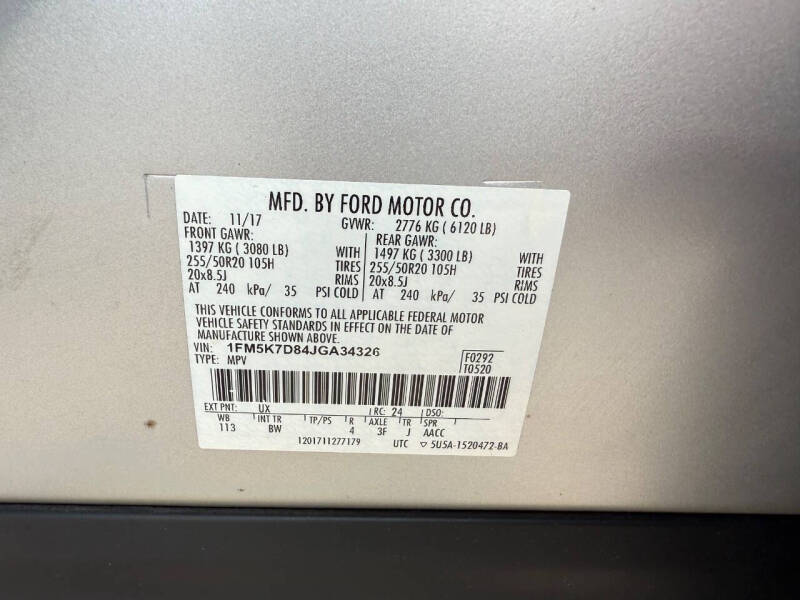 MFD. BY FORD MOTOR CO.
DATE: 11/17 GVWR: 2776 KG ( 6120 LB)
FRONT GAWR: REAR GAWR:
1397 KG ( 3080 LB) WITH 1497 KG ( 3300 LB) WITH
255/50R20 105H TIRES 255/50R20 105H TIRES
20x8.5J RIMS 20x8.5J RIMS
AT 240 kPa/ 35 PSI COLD AT 240 kPa/ 35 PSI COLD
THIS VEHICLE CONFORMS TO ALL APPLICABLE FEDERAL MOTOR
VEHICLE SAFETY STANDARDS IN EFFECT ON THE DATE OF
MANUFACTURE SHOWN ABOVE.
VIN: 1FM5K7D84JGA34326 F0292
TYPE: MPV T0520
EXT PNT: UX RC: 24 DSO:
WB INT TR TP/PS R AXLE TR SPR
113 BW 4 3F J AACC
1201711277179 UTC ▽ 5U5A-1520472-BA